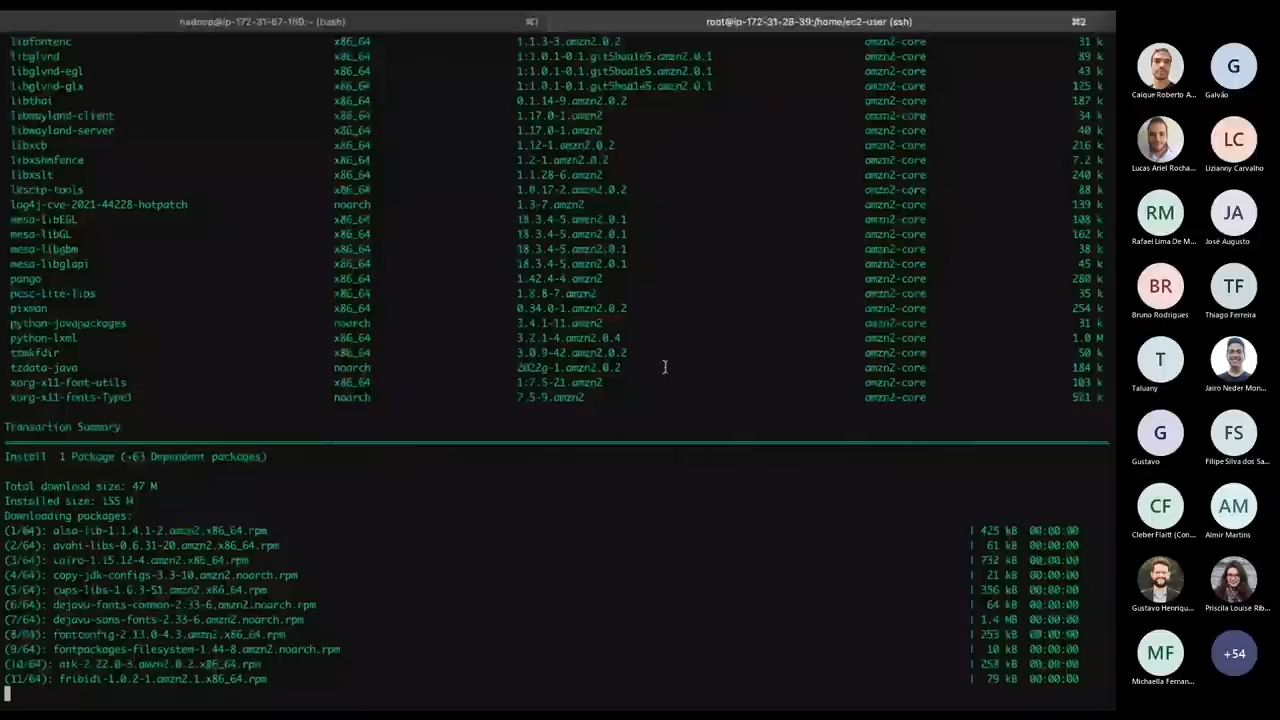 hadoop@ip-172-31-67-169:~ (bash) ⌘1 root@ip-172-31-28-39:/home/ec2-user (ssh) ⌘2
libfontenc x86_64 1.1.3-3.amzn2.0.2 amzn2-core 31 k
libglvnd x86_64 1:1.0.1-0.1.git5baa1e5.amzn2.0.1 amzn2-core 89 k
libglvnd-egl x86_64 1:1.0.1-0.1.git5baa1e5.amzn2.0.1 amzn2-core 43 k
libglvnd-glx x86_64 1:1.0.1-0.1.git5baa1e5.amzn2.0.1 amzn2-core 125 k
libthai x86_64 0.1.14-9.amzn2.0.2 amzn2-core 187 k
libwayland-client x86_64 1.17.0-1.amzn2 amzn2-core 34 k
libwayland-server x86_64 1.17.0-1.amzn2 amzn2-core 40 k
libxcb x86_64 1.12-1.amzn2.0.2 amzn2-core 216 k
libxshmfence x86_64 1.2-1.amzn2.0.2 amzn2-core 7.2 k
libxslt x86_64 1.1.28-6.amzn2 amzn2-core 240 k
lksctp-tools x86_64 1.0.17-2.amzn2.0.2 amzn2-core 88 k
log4j-cve-2021-44228-hotpatch noarch 1.3-7.amzn2 amzn2-core 139 k
mesa-libEGL x86_64 18.3.4-5.amzn2.0.1 amzn2-core 108 k
mesa-libGL x86_64 18.3.4-5.amzn2.0.1 amzn2-core 162 k
mesa-libgbm x86_64 18.3.4-5.amzn2.0.1 amzn2-core 38 k
mesa-libglapi x86_64 18.3.4-5.amzn2.0.1 amzn2-core 45 k
pango x86_64 1.42.4-4.amzn2 amzn2-core 280 k
pcsc-lite-libs x86_64 1.8.8-7.amzn2 amzn2-core 35 k
pixman x86_64 0.34.0-1.amzn2.0.2 amzn2-core 254 k
python-javapackages noarch 3.4.1-11.amzn2 amzn2-core 31 k
python-lxml x86_64 3.2.1-4.amzn2.0.4 amzn2-core 1.0 M
ttmkfdir x86_64 3.0.9-42.amzn2.0.2 amzn2-core 50 k
tzdata-java noarch 2022g-1.amzn2.0.2 amzn2-core 184 k
xorg-x11-font-utils x86_64 1:7.5-21.amzn2 amzn2-core 103 k
xorg-x11-fonts-Type1 noarch 7.5-9.amzn2 amzn2-core 521 k
Transaction Summary
Install 1 Package (+63 Dependent packages)
Total download size: 47 M
Installed size: 155 M
Downloading packages:
(1/64): alsa-lib-1.1.4.1-2.amzn2.x86_64.rpm | 425 kB 00:00:00
(2/64): avahi-libs-0.6.31-20.amzn2.x86_64.rpm | 61 kB 00:00:00
(3/64): cairo-1.15.12-4.amzn2.x86_64.rpm | 732 kB 00:00:00
(4/64): copy-jdk-configs-3.3-10.amzn2.noarch.rpm | 21 kB 00:00:00
(5/64): cups-libs-1.6.3-51.amzn2.x86_64.rpm | 356 kB 00:00:00
(6/64): dejavu-fonts-common-2.33-6.amzn2.noarch.rpm | 64 kB 00:00:00
(7/64): dejavu-sans-fonts-2.33-6.amzn2.noarch.rpm | 1.4 MB 00:00:00
(8/64): fontconfig-2.13.0-4.3.amzn2.x86_64.rpm | 253 kB 00:00:00
(9/64): fontpackages-filesystem-1.44-8.amzn2.noarch.rpm | 10 kB 00:00:00
(10/64): atk-2.22.0-3.amzn2.0.2.x86_64.rpm | 258 kB 00:00:00
(11/64): fribidi-1.0.2-1.amzn2.1.x86_64.rpm | 79 kB 00:00:00
G
Caique Roberto A... Galvão
LC
Lucas Ariel Rocha... Lizianny Carvalho
RM JA
Rafael Lima De M... José Augusto
BR TF
Bruno Rodrigues Thiago Ferreira
T
Taluany Jairo Neder Mon...
G FS
Gustavo Filipe Silva dos Sa...
CF AM
Cleber Flaitt (Con... Almir Martins
Gustavo Henriqu... Priscila Louise Rib...
MF +54
Michaella Fernan...